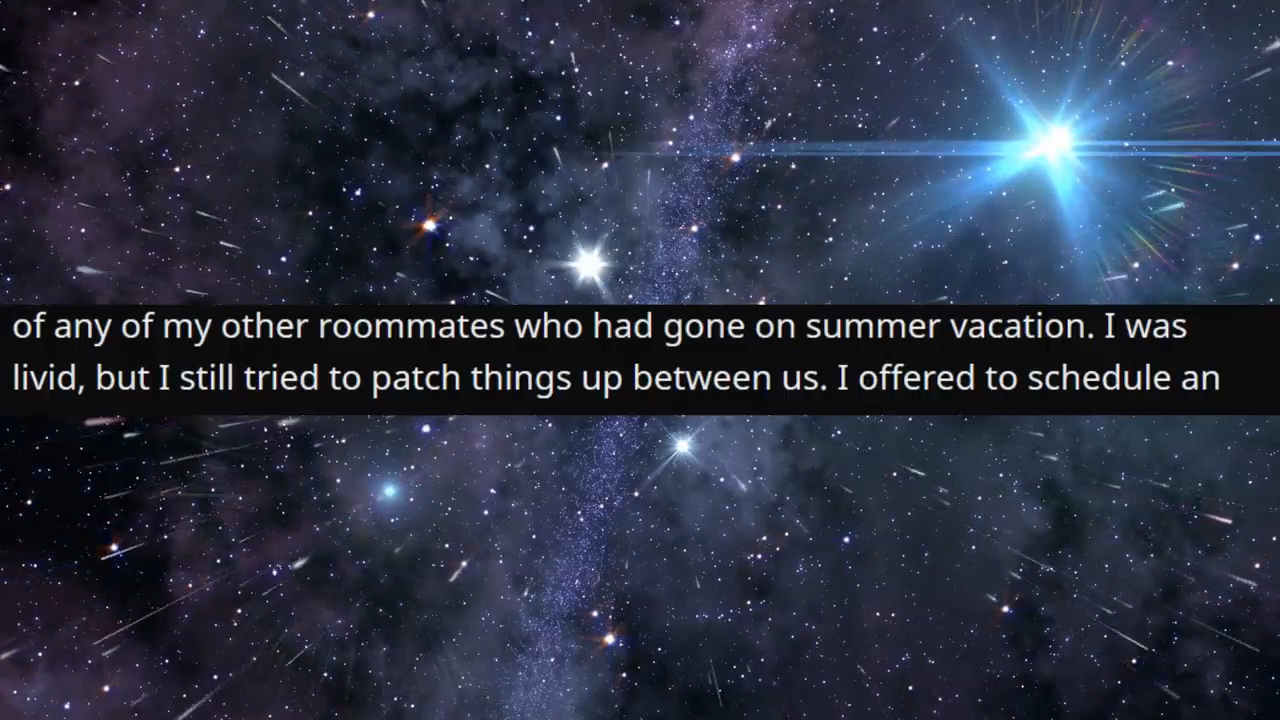 of any of my other roommates who had gone on summer vacation. I was
livid, but I still tried to patch things up between us. I offered to schedule an